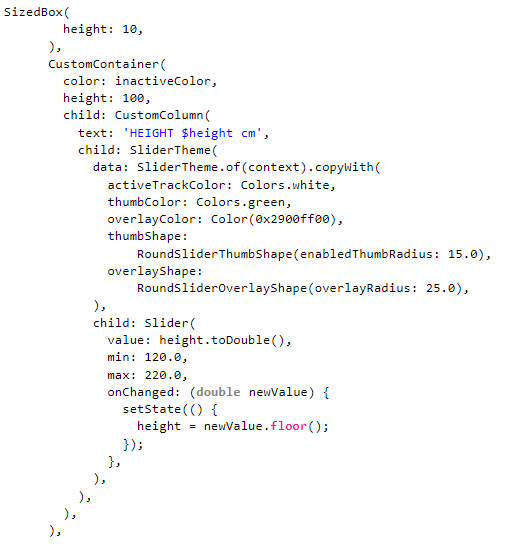 SizedBox(
        height: 10,
      ),
      CustomContainer(
        color: inactiveColor,
        height: 100,
        child: CustomColumn(
          text: 'HEIGHT $height cm',
          child: SliderTheme(
            data: SliderTheme.of(context).copyWith(
              activeTrackColor: Colors.white,
              thumbColor: Colors.green,
              overlayColor: Color(0x2900ff00),
              thumbShape:
                  RoundSliderThumbShape(enabledThumbRadius: 15.0),
              overlayShape:
                  RoundSliderOverlayShape(overlayRadius: 25.0),
            ),
            child: Slider(
              value: height.toDouble(),
              min: 120.0,
              max: 220.0,
              onChanged: (double newValue) {
                setState(() {
                  height = newValue.floor();
                });
              },
            ),
          ),
        ),
      ),